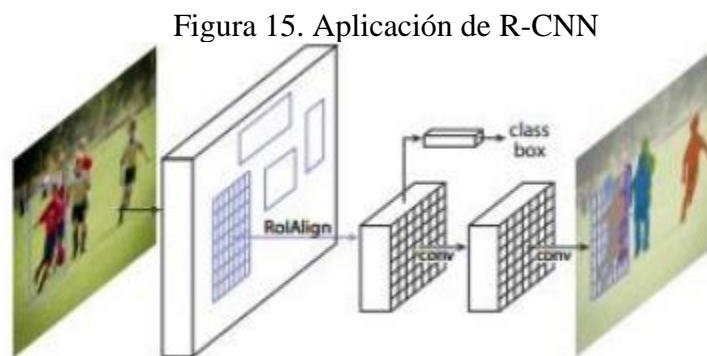 Figura 15. Aplicación de R-CNN
class
box
RoIAlign
conv
conv